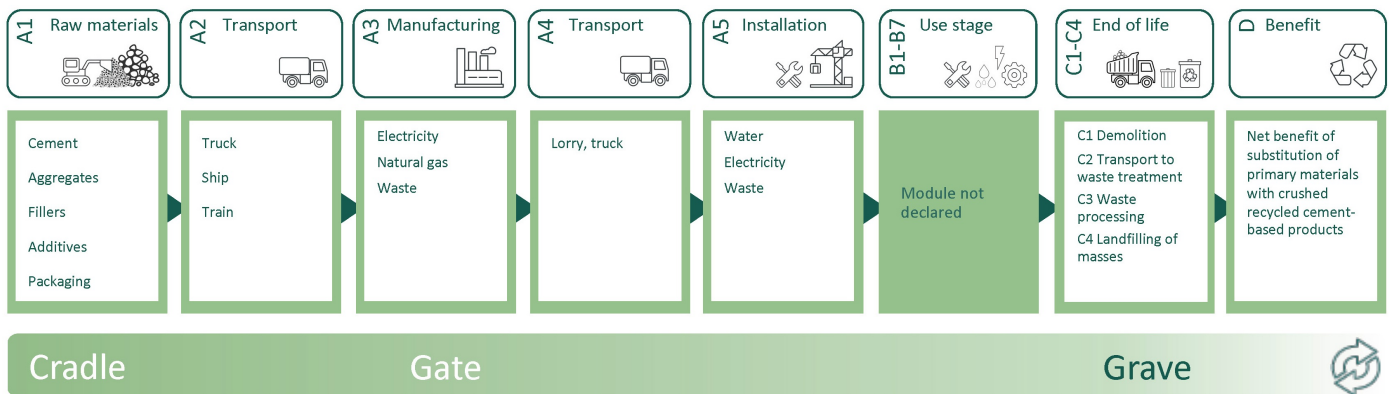 A1
Raw materials
A2
Transport
A3
Manufacturing
A4
Transport
A5
Installation
B1-B7
Use stage
C1-C4
End of life
D
Benefit
Cement
Aggregates
Fillers
Additives
Packaging
Truck
Ship
Train
Electricity
Natural gas
Waste
Lorry, truck
Water
Electricity
Waste
Module not
declared
C1 Demolition
C2 Transport to
waste treatment
C3 Waste
processing
C4 Landfilling of
masses
Net benefit of
substitution of
primary materials
with crushed
recycled cement-
based products
Cradle
Gate
Grave